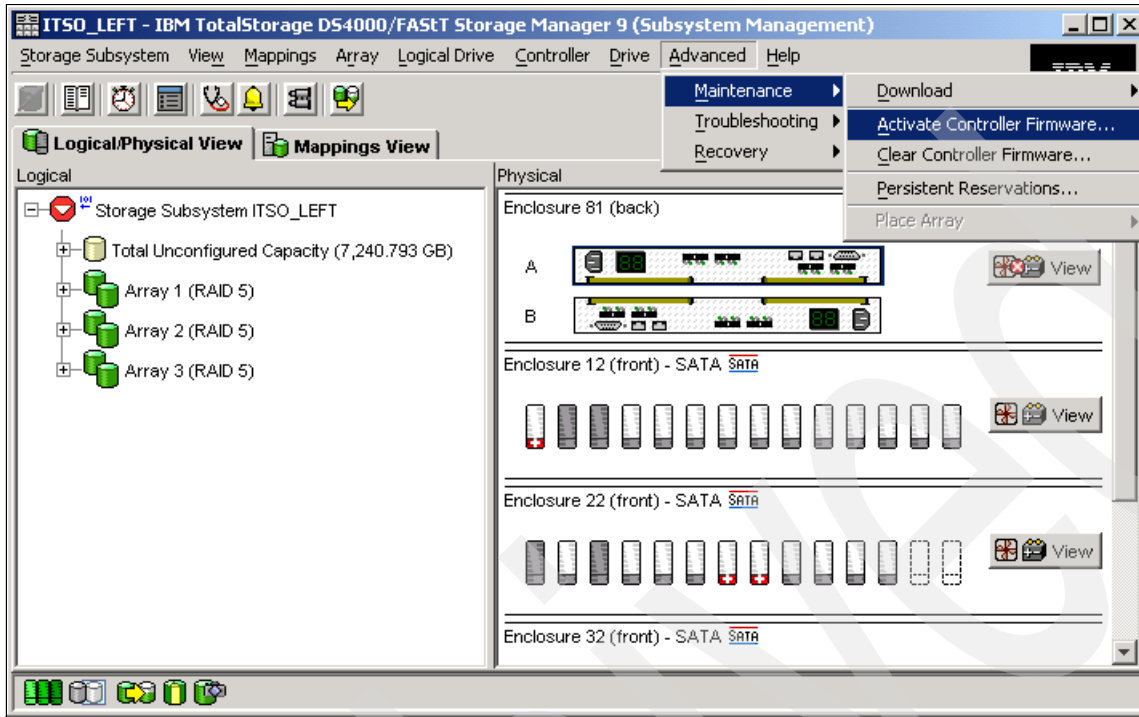 ITSO_LEFT - IBM TotalStorage DS4000/FAStT Storage Manager 9 (Subsystem Management)
Storage Subsystem View Mappings Array Logical Drive Controller Drive Advanced Help
IBM
Maintenance
Troubleshooting
Recovery
Download
Activate Controller Firmware...
Clear Controller Firmware...
Persistent Reservations...
Place Array
Logical/Physical View
Mappings View
Logical
Storage Subsystem ITSO_LEFT
Total Unconfigured Capacity (7,240.793 GB)
Array 1 (RAID 5)
Array 2 (RAID 5)
Array 3 (RAID 5)
Physical
Enclosure 81 (back)
A
88
View
B
88
Enclosure 12 (front) - SATA SATA
View
Enclosure 22 (front) - SATA SATA
View
Enclosure 32 (front) - SATA SATA